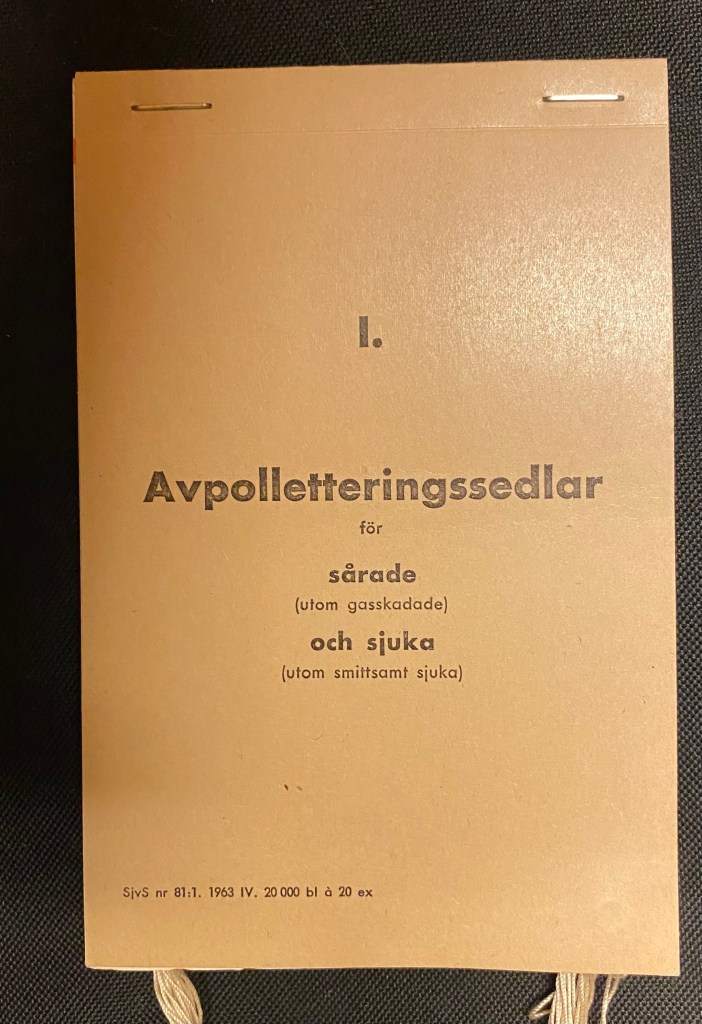 I.
Avpolletteringssedlar
för
sårade
(utom gasskadade)
och sjuka
(utom smittsamt sjuka)
SjvS nr 81:1. 1963 IV. 20 000 bl à 20 ex